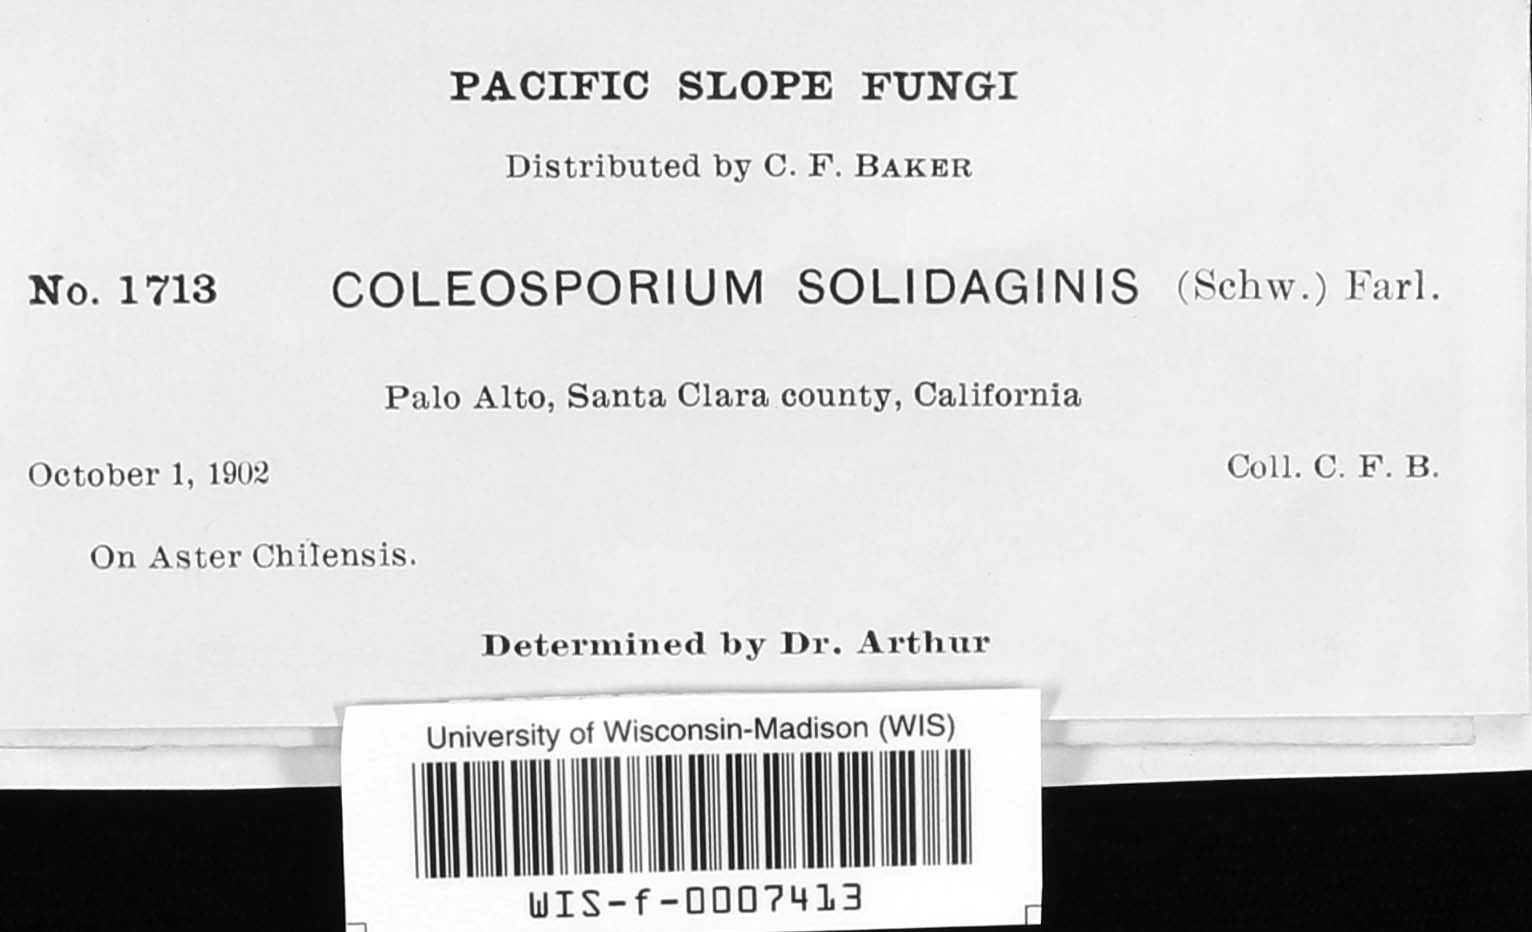 PACIFIC SLOPE FUNGI
Distributed by C. F. BAKER
No. 1713 COLEOSPORIUM SOLIDAGINIS (Schw.) Farl.
Palo Alto, Santa Clara county, California
October 1, 1902 Coll. C. F. B.
On Aster Chilensis.
Determined by Dr. Arthur
University of Wisconsin-Madison (WIS)
WIS-f-0007413